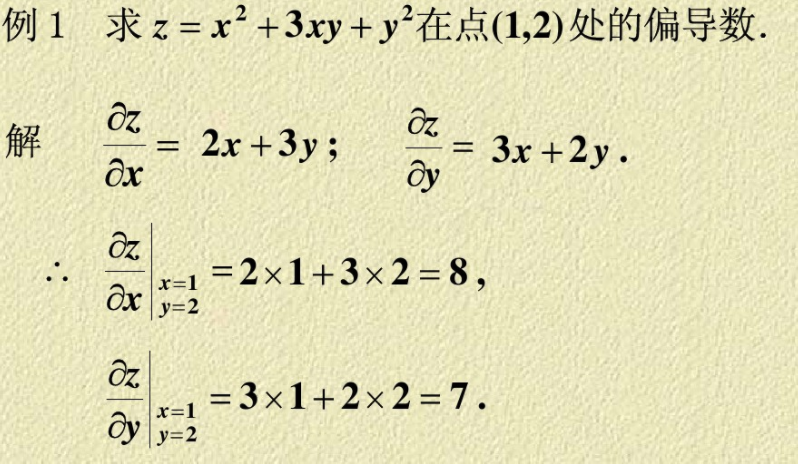 例 1 求 z = x² + 3xy + y² 在点(1,2)处的偏导数.
解 ∂z/∂x = 2x + 3y ; ∂z/∂y = 3x + 2y .
∴ ∂z/∂x |x=1 y=2 = 2×1+3×2 = 8 ,
∂z/∂y |x=1 y=2 = 3×1+2×2 = 7 .